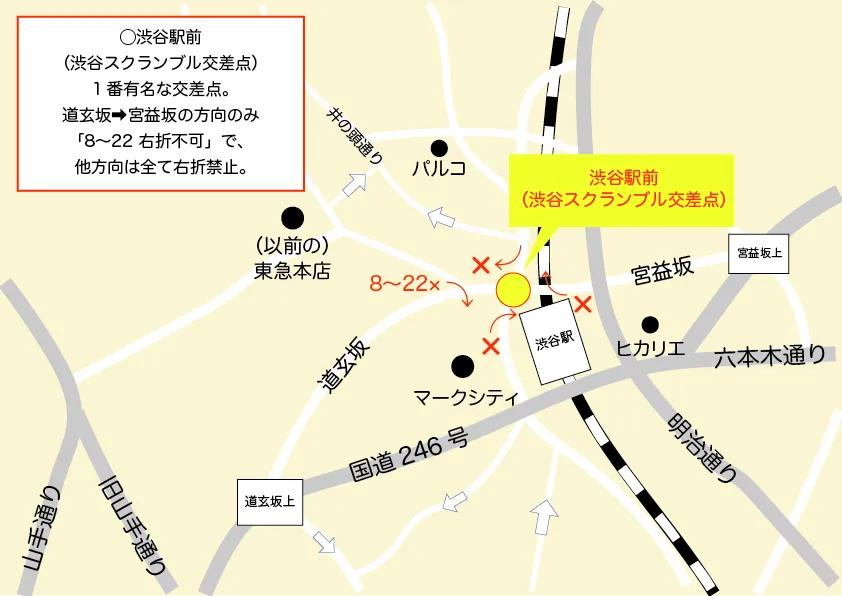 ◯渋谷駅前
（渋谷スクランブル交差点）
１番有名な交差点。
道玄坂➡宮益坂の方向のみ
「8〜22 右折不可」で、
他方向は全て右折禁止。
井の頭通り
パルコ
渋谷駅前
（渋谷スクランブル交差点）
（以前の）
東急本店
宮益坂上
宮益坂
8〜22×
渋谷駅
ヒカリエ
六本木通り
道玄坂
マークシティ
国道246号
明治通り
道玄坂上
山手通り
旧山手通り